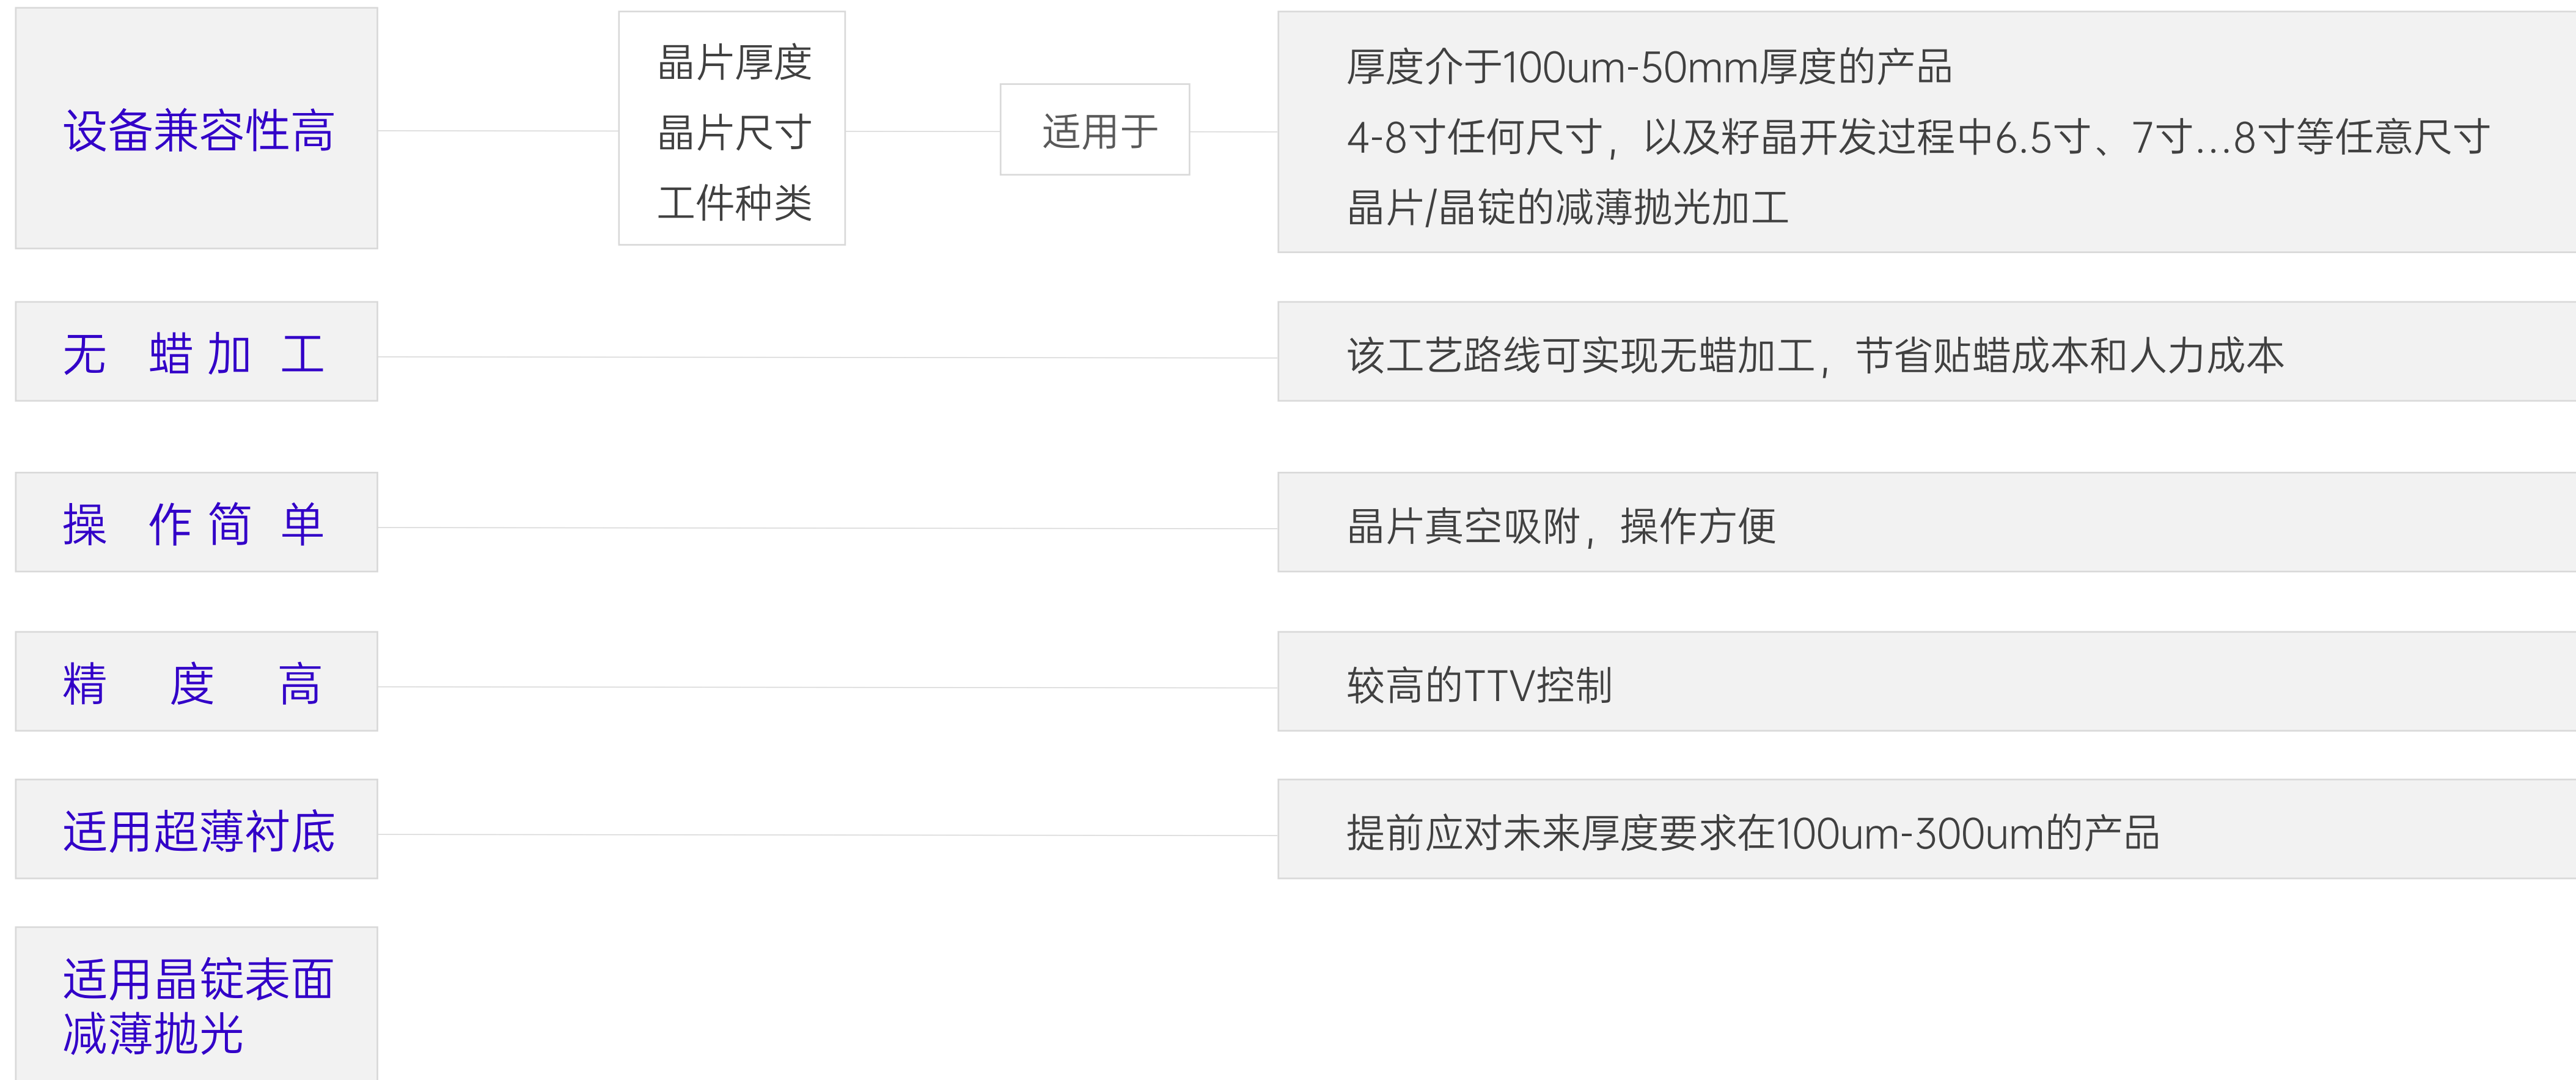 设备兼容性高
晶片厚度
晶片尺寸
工件种类
适用于
厚度介于100um-50mm厚度的产品
4-8寸任何尺寸，以及籽晶开发过程中6.5寸、7寸...8寸等任意尺寸
晶片/晶锭的减薄抛光加工
无 蜡 加 工
该工艺路线可实现无蜡加工，节省贴蜡成本和人力成本
操 作 简 单
晶片真空吸附，操作方便
精 度 高
较高的TTV控制
适用超薄衬底
提前应对未来厚度要求在100um-300um的产品
适用晶锭表面
减薄抛光